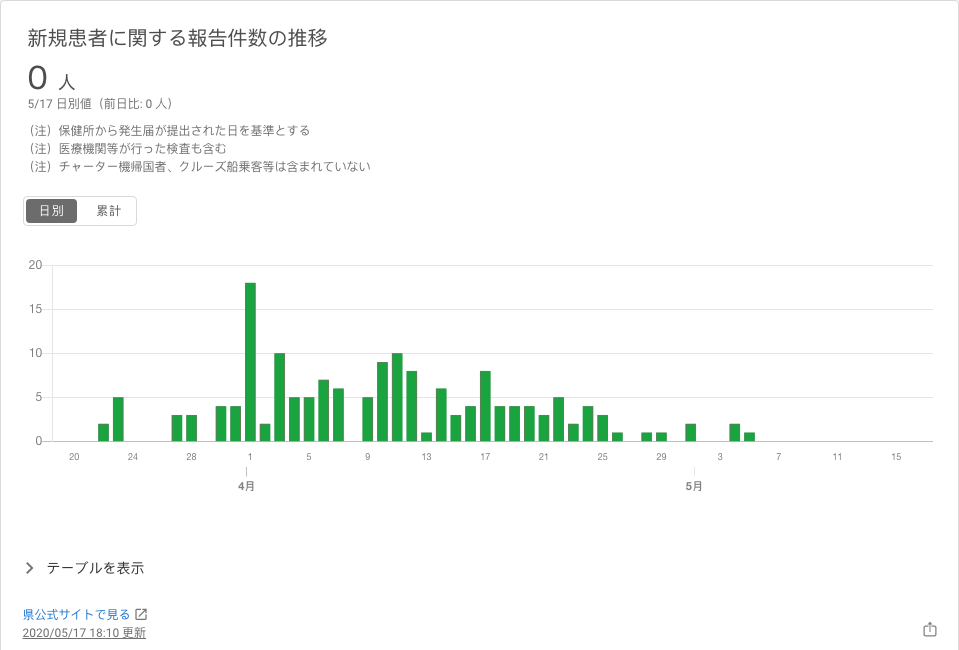 新規患者に関する報告件数の推移
0 人
5/17 日別値（前日比: 0 人）
（注）保健所から発生届が提出された日を基準とする
（注）医療機関等が行った検査も含む
（注）チャーター機帰国者、クルーズ船乗客等は含まれていない
日別 累計
20
15
10
5
0
20 24 28 1 5 9 13 17 21 25 29 3 7 11 15
4月 5月
テーブルを表示
県公式サイトで見る
2020/05/17 18:10 更新